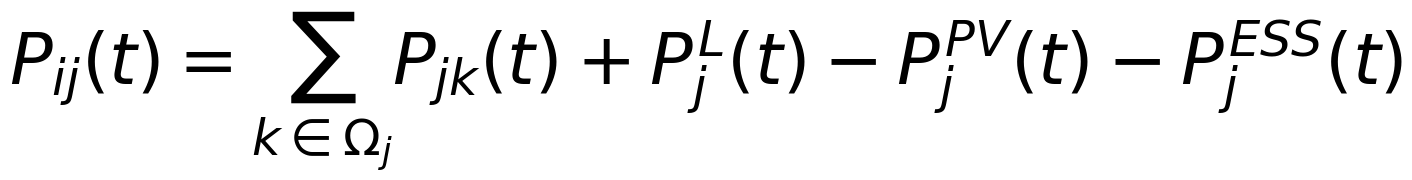 P_{ij}(t) = \sum_{k \in \Omega_j} P_{jk}(t) + P_j^L(t) - P_j^{PV}(t) - P_j^{ESS}(t)